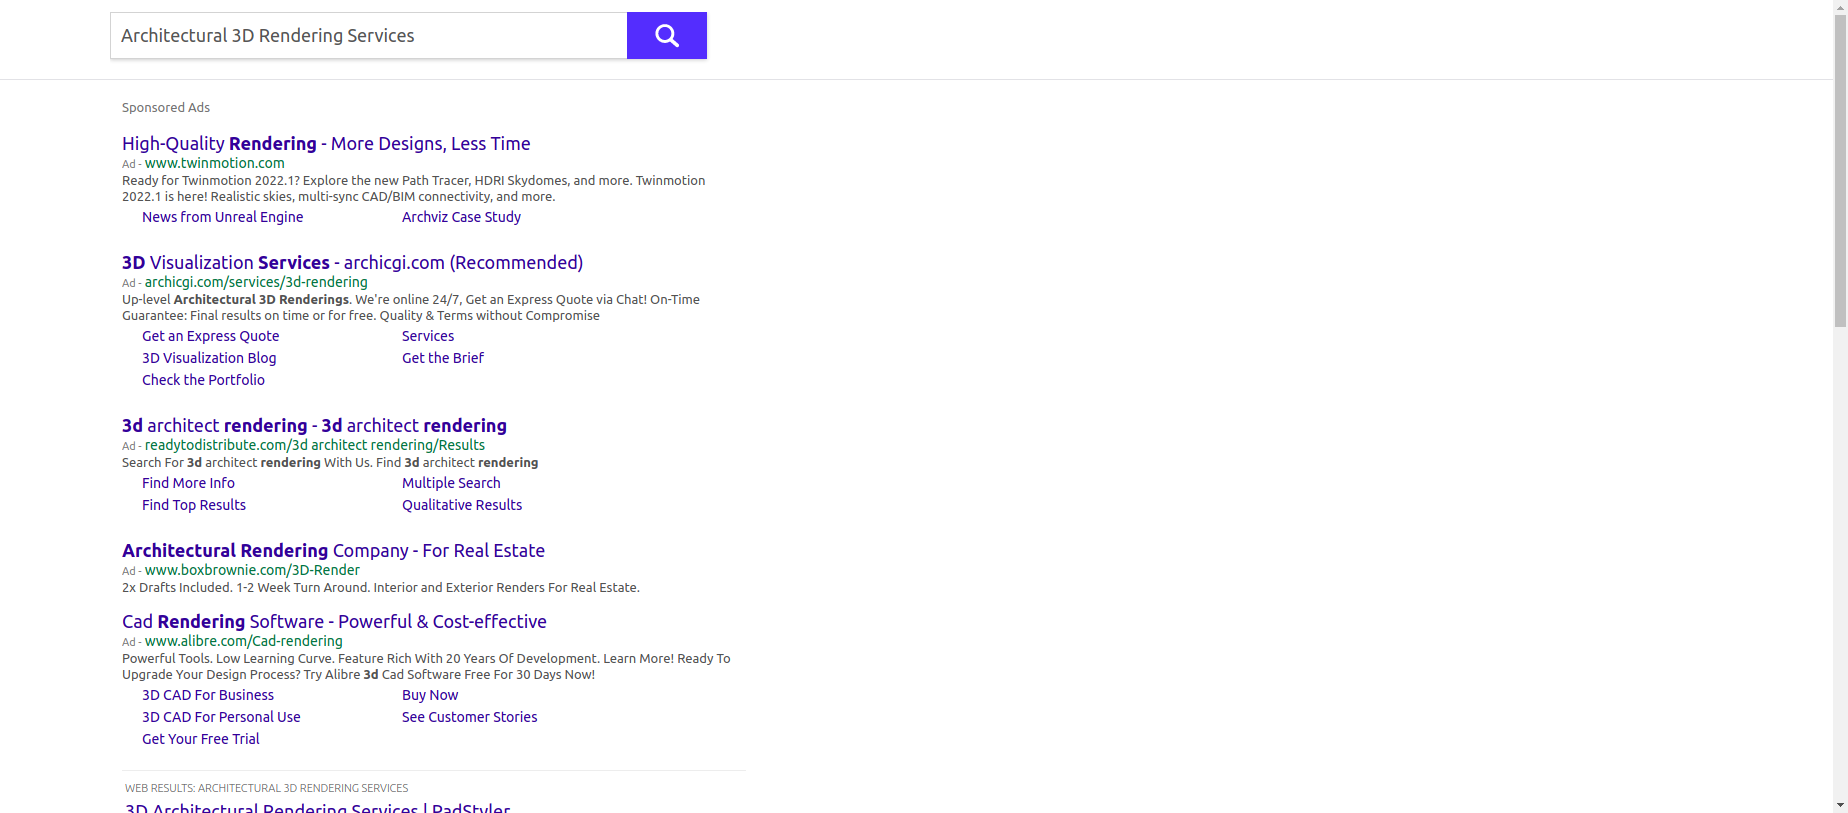 Architectural 3D Rendering Services
Sponsored Ads
High-Quality Rendering - More Designs, Less Time
Ad - www.twinmotion.com
Ready for Twinmotion 2022.1? Explore the new Path Tracer, HDRI Skydomes, and more. Twinmotion
2022.1 is here! Realistic skies, multi-sync CAD/BIM connectivity, and more.
News from Unreal Engine Archviz Case Study
3D Visualization Services - archicgi.com (Recommended)
Ad - archicgi.com/services/3d-rendering
Up-level Architectural 3D Renderings. We're online 24/7, Get an Express Quote via Chat! On-Time
Guarantee: Final results on time or for free. Quality & Terms without Compromise
Get an Express Quote Services
3D Visualization Blog Get the Brief
Check the Portfolio
3d architect rendering - 3d architect rendering
Ad - readytodistribute.com/3d architect rendering/Results
Search For 3d architect rendering With Us. Find 3d architect rendering
Find More Info Multiple Search
Find Top Results Qualitative Results
Architectural Rendering Company - For Real Estate
Ad - www.boxbrownie.com/3D-Render
2x Drafts Included. 1-2 Week Turn Around. Interior and Exterior Renders For Real Estate.
Cad Rendering Software - Powerful & Cost-effective
Ad - www.alibre.com/Cad-rendering
Powerful Tools. Low Learning Curve. Feature Rich With 20 Years Of Development. Learn More! Ready To
Upgrade Your Design Process? Try Alibre 3d Cad Software Free For 30 Days Now!
3D CAD For Business Buy Now
3D CAD For Personal Use See Customer Stories
Get Your Free Trial
WEB RESULTS: ARCHITECTURAL 3D RENDERING SERVICES
3D Architectural Rendering Services | PadStyler